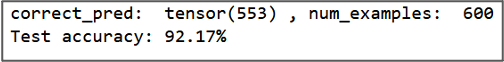 correct_pred:  tensor(553) , num_examples:  600
Test accuracy: 92.17%